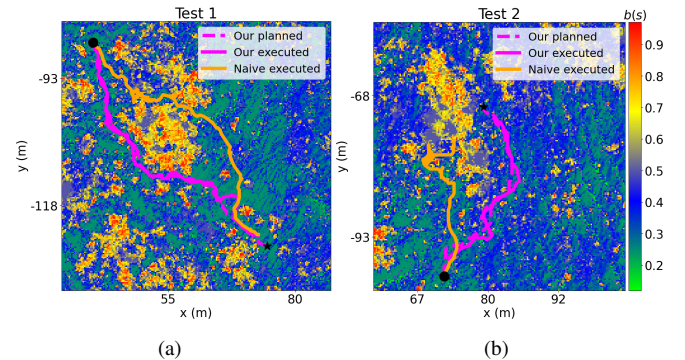 Test 1
Test 2
b(s)
Our planned
Our executed
Naive executed
Our planned
Our executed
Naive executed
0.9
0.8
0.7
0.6
0.5
0.4
0.3
0.2
-93
-118
y (m)
55
80
x (m)
-68
-93
y (m)
67
80
92
x (m)
(a)
(b)